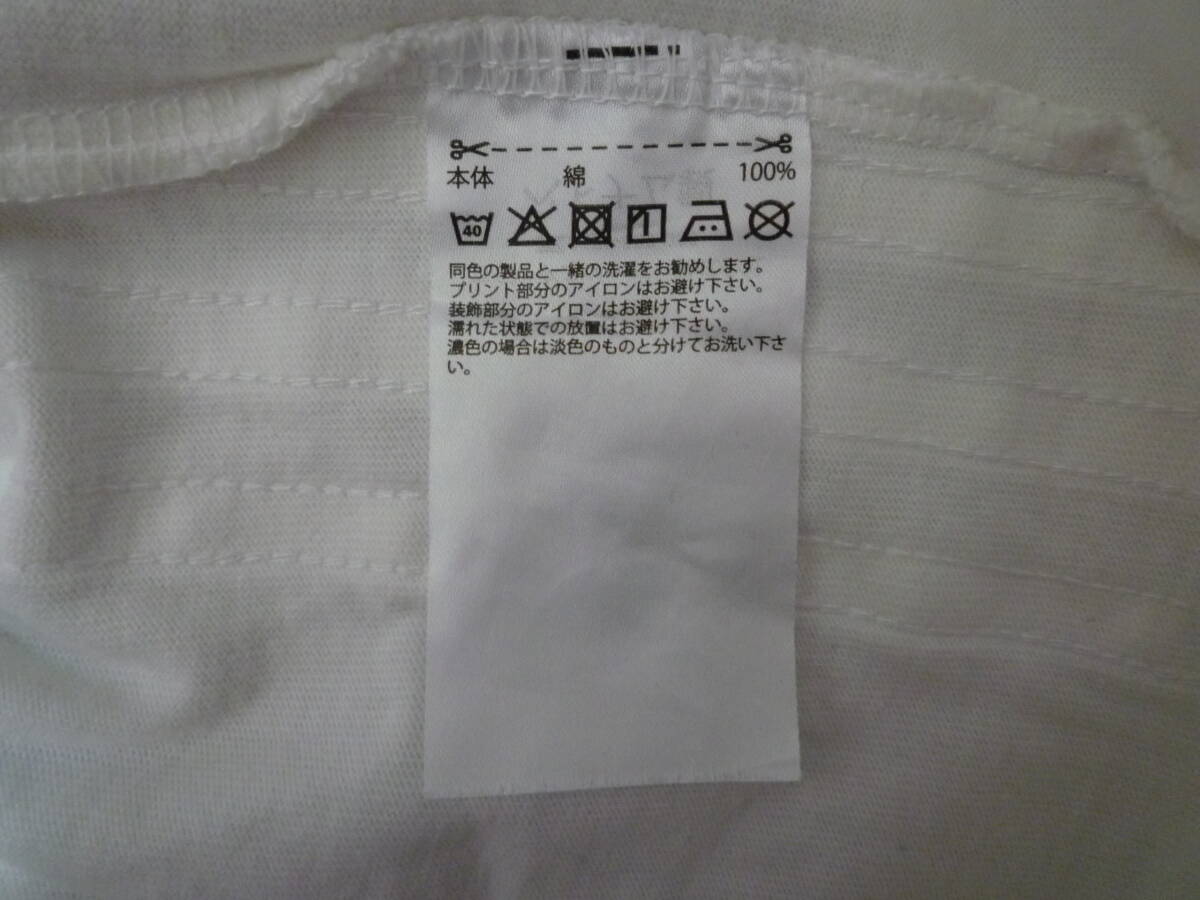 本体 綿 100%
40
同色の製品と一緒の洗濯をお勧めします。
プリント部分のアイロンはお避け下さい。
装飾部分のアイロンはお避け下さい。
濡れた状態での放置はお避け下さい。
濃色の場合は淡色のものと分けてお洗い下さ
い。